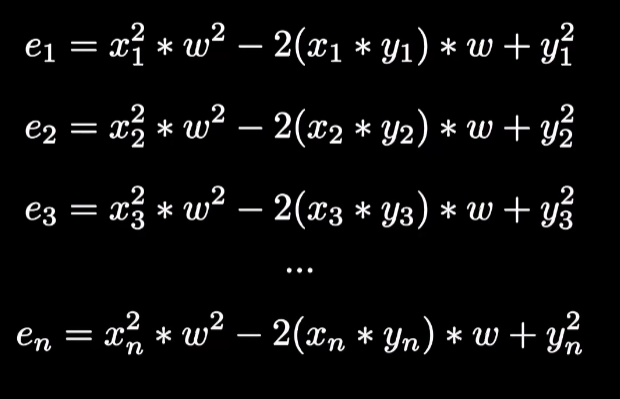 e₁ = x₁² * w² − 2(x₁ * y₁) * w + y₁²
e₂ = x₂² * w² − 2(x₂ * y₂) * w + y₂²
e₃ = x₃² * w² − 2(x₃ * y₃) * w + y₃²
...
eₙ = xₙ² * w² − 2(xₙ * yₙ) * w + yₙ²